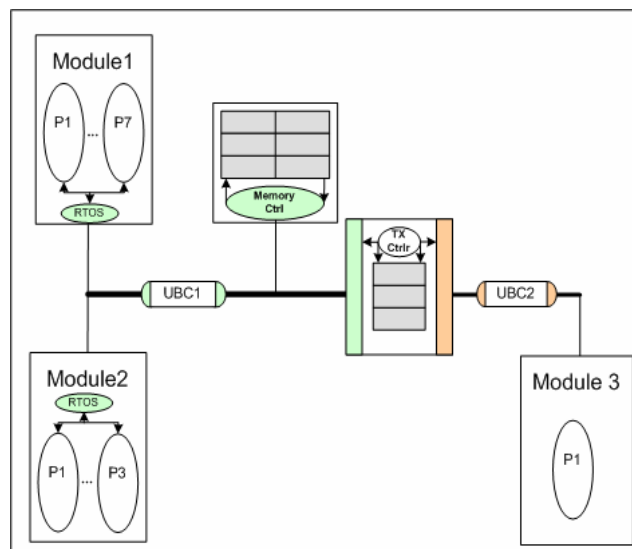 Module1
P1
...
P7
RTOS
Memory
Ctrl
TX
Ctrlr
UBC1
UBC2
Module2
RTOS
P1
...
P3
Module 3
P1